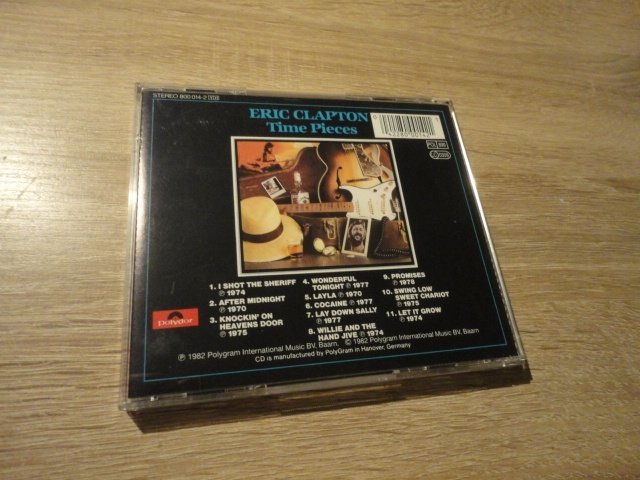 STEREO 800 014-2
ERIC CLAPTON
Time Pieces
1. I SHOT THE SHERIFF
℗ 1974
2. AFTER MIDNIGHT
℗ 1970
3. KNOCKIN' ON
HEAVENS DOOR
℗ 1975
4. WONDERFUL
TONIGHT ℗ 1977
5. LAYLA ℗ 1970
6. COCAINE ℗ 1977
7. LAY DOWN SALLY
℗ 1977
8. WILLIE AND THE
HAND JIVE ℗ 1974
9. PROMISES
℗ 1978
10. SWING LOW
SWEET CHARIOT
℗ 1975
11. LET IT GROW
℗ 1974
Polydor
℗ 1982 Polygram International Music BV, Baarn. © 1982 Polygram International Music BV, Baarn.
CD is manufactured by PolyGram in Hanover, Germany